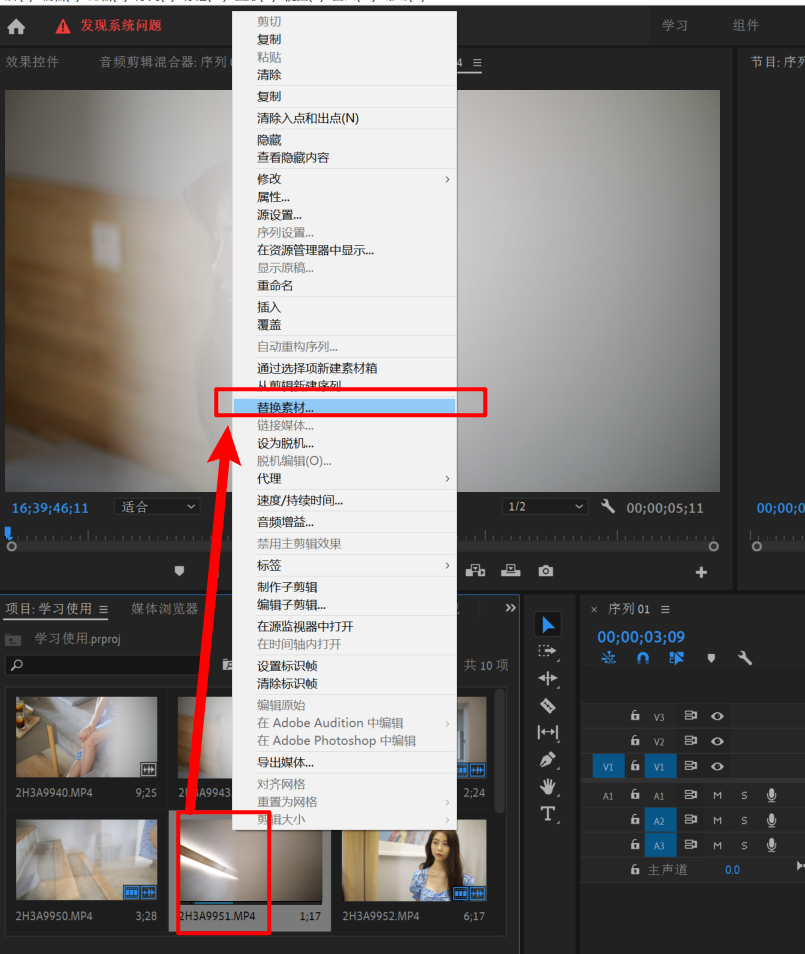 发现系统问题
学习
组件
效果控件
音频剪辑混合器: 序列
4
节目: 序列
剪切
复制
粘贴
清除
复制
清除入点和出点(N)
隐藏
查看隐藏内容
修改
属性...
源设置...
序列设置...
在资源管理器中显示...
显示原稿...
重命名
插入
覆盖
自动重构序列...
通过选择项新建素材箱
从剪辑新建序列
替换素材...
链接媒体...
设为脱机...
脱机编辑(O)...
代理
速度/持续时间...
音频增益...
禁用主剪辑效果
标签
制作子剪辑
编辑子剪辑...
在源监视器中打开
在时间轴内打开
设置标识帧
清除标识帧
编辑原始
在 Adobe Audition 中编辑
在 Adobe Photoshop 中编辑
导出媒体...
对齐网格
重置为网格
剪辑大小
16;39;46;11
适合
1/2
00;00;05;11
00;00;0
项目: 学习使用
媒体浏览器
学习使用.prproj
共 10 项
2H3A9940.MP4
9;25
2H3A9943
2;24
2H3A9950.MP4
3;28
2H3A9951.MP4
1;17
2H3A9952.MP4
6;17
× 序列 01
00;00;03;09
V3
V2
V1 V1
A1 A1 M S
A2 M S
A3 M S
主声道 0.0